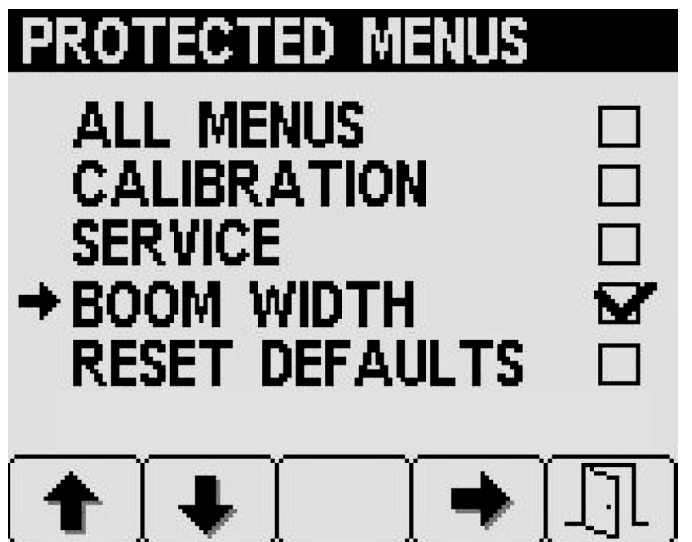 PROTECTED MENUS
ALL MENUS
CALIBRATION
SERVICE
BOOM WIDTH
RESET DEFAULTS